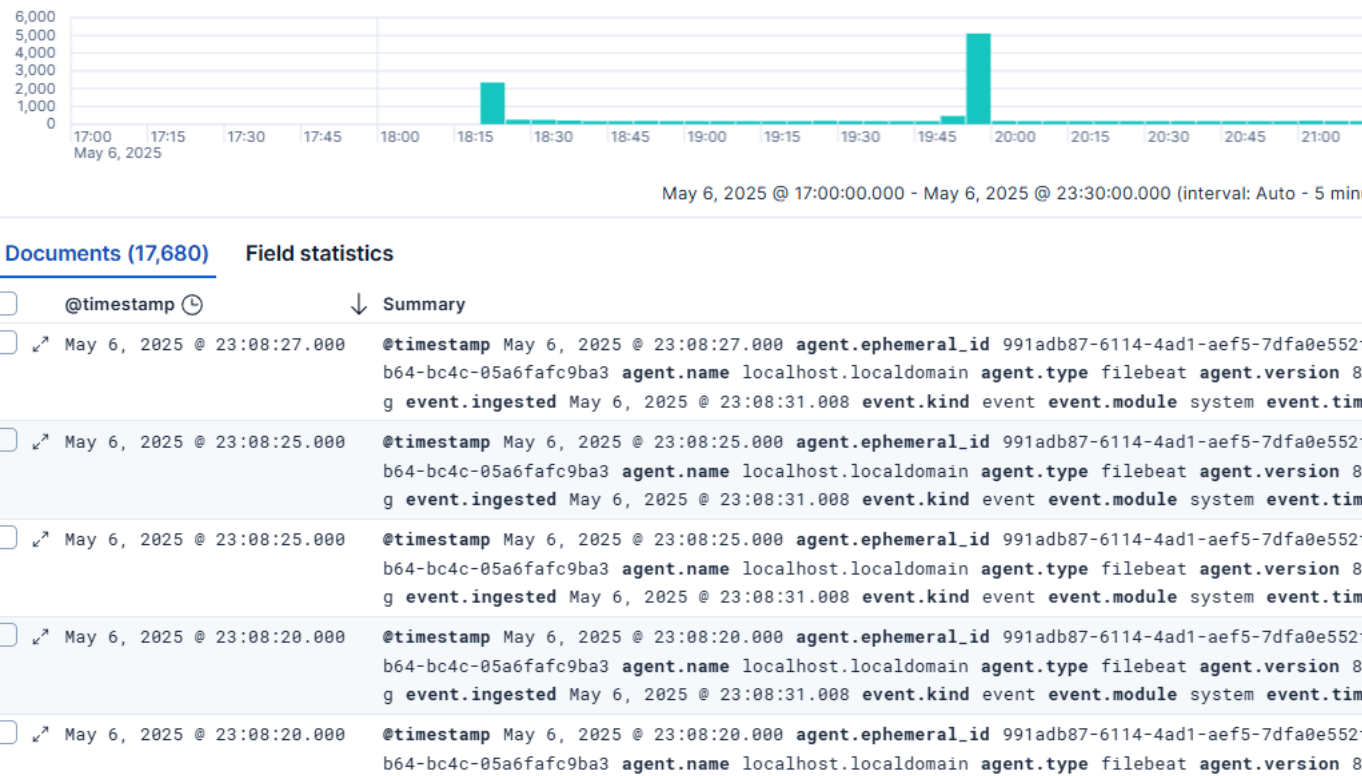 6,000
5,000
4,000
3,000
2,000
1,000
0
17:00 17:15 17:30 17:45 18:00 18:15 18:30 18:45 19:00 19:15 19:30 19:45 20:00 20:15 20:30 20:45 21:00
May 6, 2025
May 6, 2025 @ 17:00:00.000 - May 6, 2025 @ 23:30:00.000 (interval: Auto - 5 min
Documents (17,680) Field statistics
@timestamp Summary
May 6, 2025 @ 23:08:27.000 @timestamp May 6, 2025 @ 23:08:27.000 agent.ephemeral_id 991adb87-6114-4ad1-aef5-7dfa0e552
b64-bc4c-05a6fafc9ba3 agent.name localhost.localdomain agent.type filebeat agent.version 8
g event.ingested May 6, 2025 @ 23:08:31.008 event.kind event event.module system event.tim
May 6, 2025 @ 23:08:25.000 @timestamp May 6, 2025 @ 23:08:25.000 agent.ephemeral_id 991adb87-6114-4ad1-aef5-7dfa0e552
b64-bc4c-05a6fafc9ba3 agent.name localhost.localdomain agent.type filebeat agent.version 8
g event.ingested May 6, 2025 @ 23:08:31.008 event.kind event event.module system event.tim
May 6, 2025 @ 23:08:25.000 @timestamp May 6, 2025 @ 23:08:25.000 agent.ephemeral_id 991adb87-6114-4ad1-aef5-7dfa0e552
b64-bc4c-05a6fafc9ba3 agent.name localhost.localdomain agent.type filebeat agent.version 8
g event.ingested May 6, 2025 @ 23:08:31.008 event.kind event event.module system event.tim
May 6, 2025 @ 23:08:20.000 @timestamp May 6, 2025 @ 23:08:20.000 agent.ephemeral_id 991adb87-6114-4ad1-aef5-7dfa0e552
b64-bc4c-05a6fafc9ba3 agent.name localhost.localdomain agent.type filebeat agent.version 8
g event.ingested May 6, 2025 @ 23:08:31.008 event.kind event event.module system event.tim
May 6, 2025 @ 23:08:20.000 @timestamp May 6, 2025 @ 23:08:20.000 agent.ephemeral_id 991adb87-6114-4ad1-aef5-7dfa0e552
b64-bc4c-05a6fafc9ba3 agent.name localhost.localdomain agent.type filebeat agent.version 8